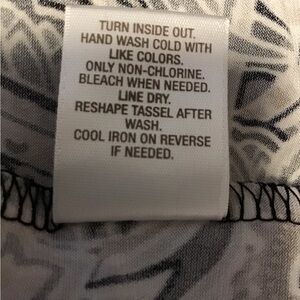 TURN INSIDE OUT.
HAND WASH COLD WITH
LIKE COLORS.
ONLY NON-CHLORINE.
BLEACH WHEN NEEDED.
LINE DRY.
RESHAPE TASSEL AFTER
WASH.
COOL IRON ON REVERSE
IF NEEDED.